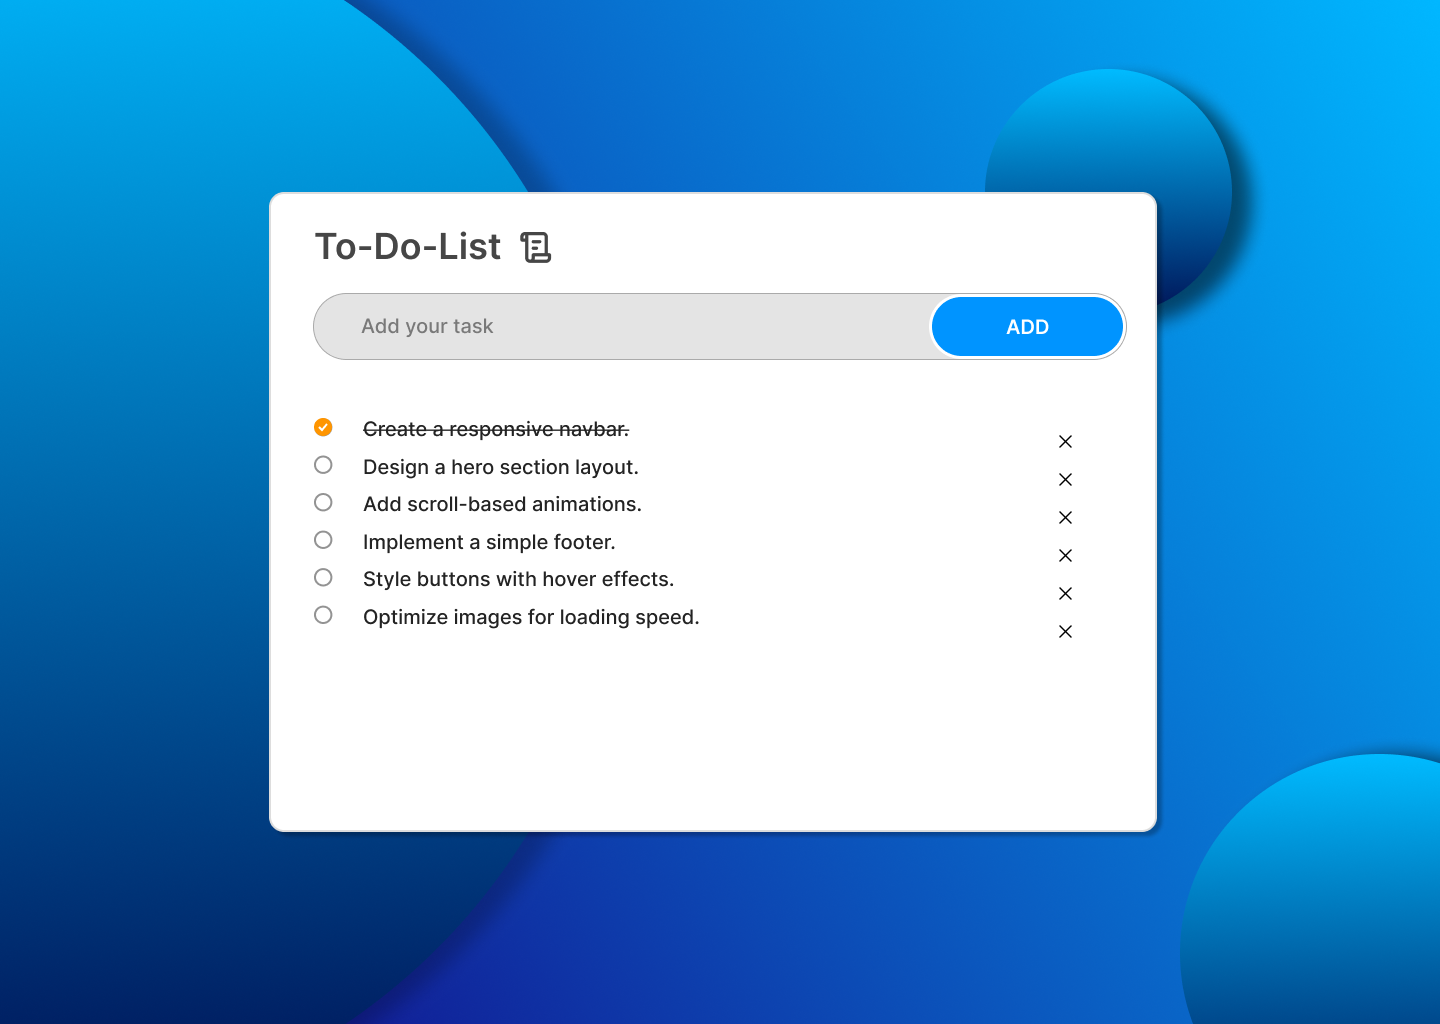 To-Do-List
Add your task
ADD
Create a responsive navbar.
Design a hero section layout.
Add scroll-based animations.
Implement a simple footer.
Style buttons with hover effects.
Optimize images for loading speed.